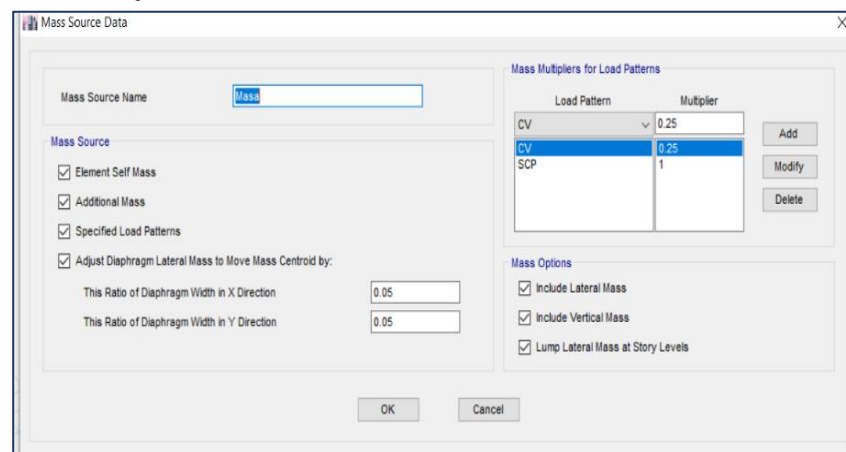 Mass Source Data
Mass Source Name
Masa
Mass Source
Element Self Mass
Additional Mass
Specified Load Patterns
Adjust Diaphragm Lateral Mass to Move Mass Centroid by:
This Ratio of Diaphragm Width in X Direction
0.05
This Ratio of Diaphragm Width in Y Direction
0.05
Mass Multipliers for Load Patterns
Load Pattern Multiplier
CV 0.25
CV 0.25
SCP 1
Add
Modify
Delete
Mass Options
Include Lateral Mass
Include Vertical Mass
Lump Lateral Mass at Story Levels
OK Cancel